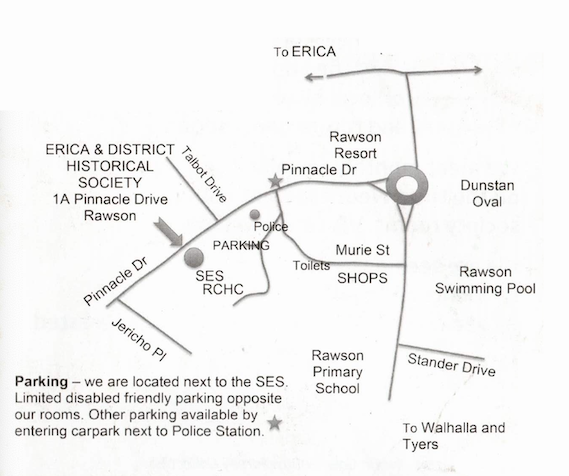 To ERICA
Rawson
Resort
ERICA & DISTRICT
HISTORICAL
SOCIETY
1A Pinnacle Drive
Rawson
Talbot Drive
Pinnacle Dr
Dunstan
Oval
Police
PARKING
Murie St
Toilets
SHOPS
SES
RCHC
Pinnacle Dr
Rawson
Swimming Pool
Jericho Pl
Rawson
Primary
School
Stander Drive
Parking – we are located next to the SES.
Limited disabled friendly parking opposite
our rooms. Other parking available by
entering carpark next to Police Station.
To Walhalla and
Tyers